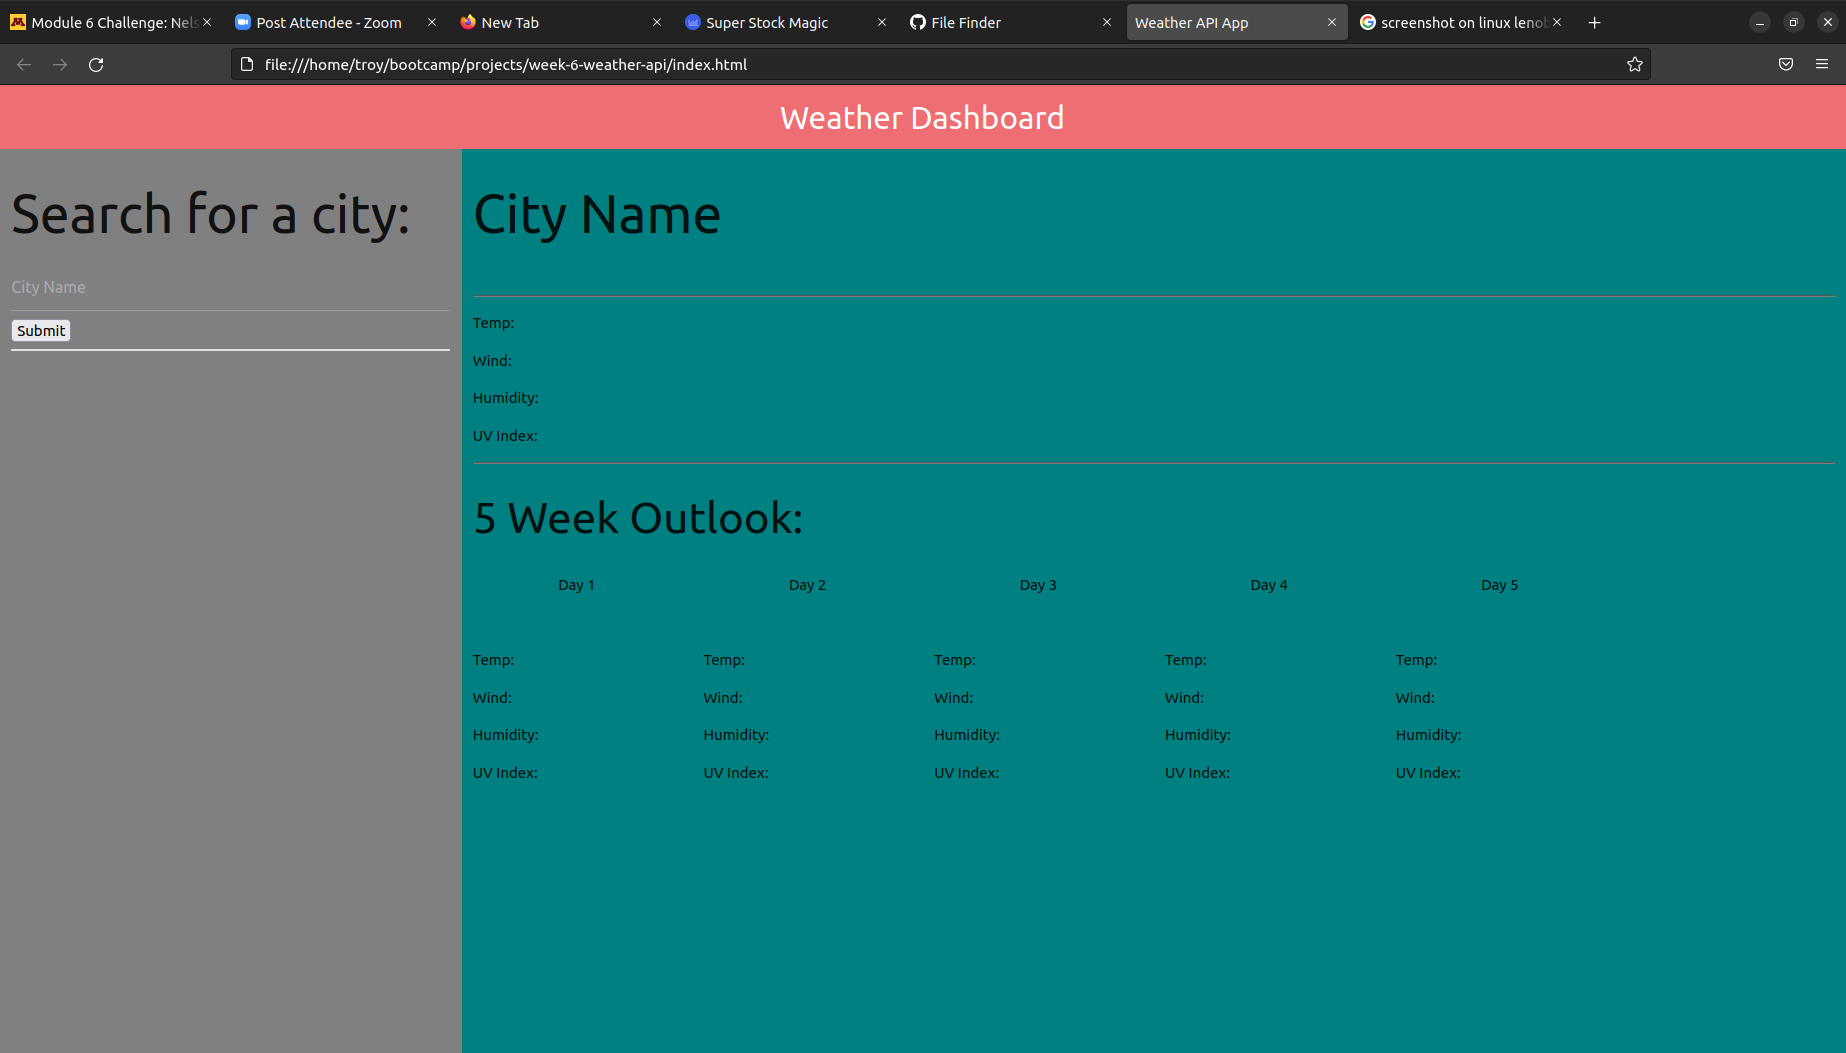 Module 6 Challenge: Nels
Post Attendee - Zoom
New Tab
Super Stock Magic
File Finder
Weather API App
screenshot on linux lenob
file:///home/troy/bootcamp/projects/week-6-weather-api/index.html
Weather Dashboard
Search for a city:
City Name
Submit
City Name
Temp:
Wind:
Humidity:
UV Index:
5 Week Outlook:
Day 1 Day 2 Day 3 Day 4 Day 5
Temp: Temp: Temp: Temp: Temp:
Wind: Wind: Wind: Wind: Wind:
Humidity: Humidity: Humidity: Humidity: Humidity:
UV Index: UV Index: UV Index: UV Index: UV Index: